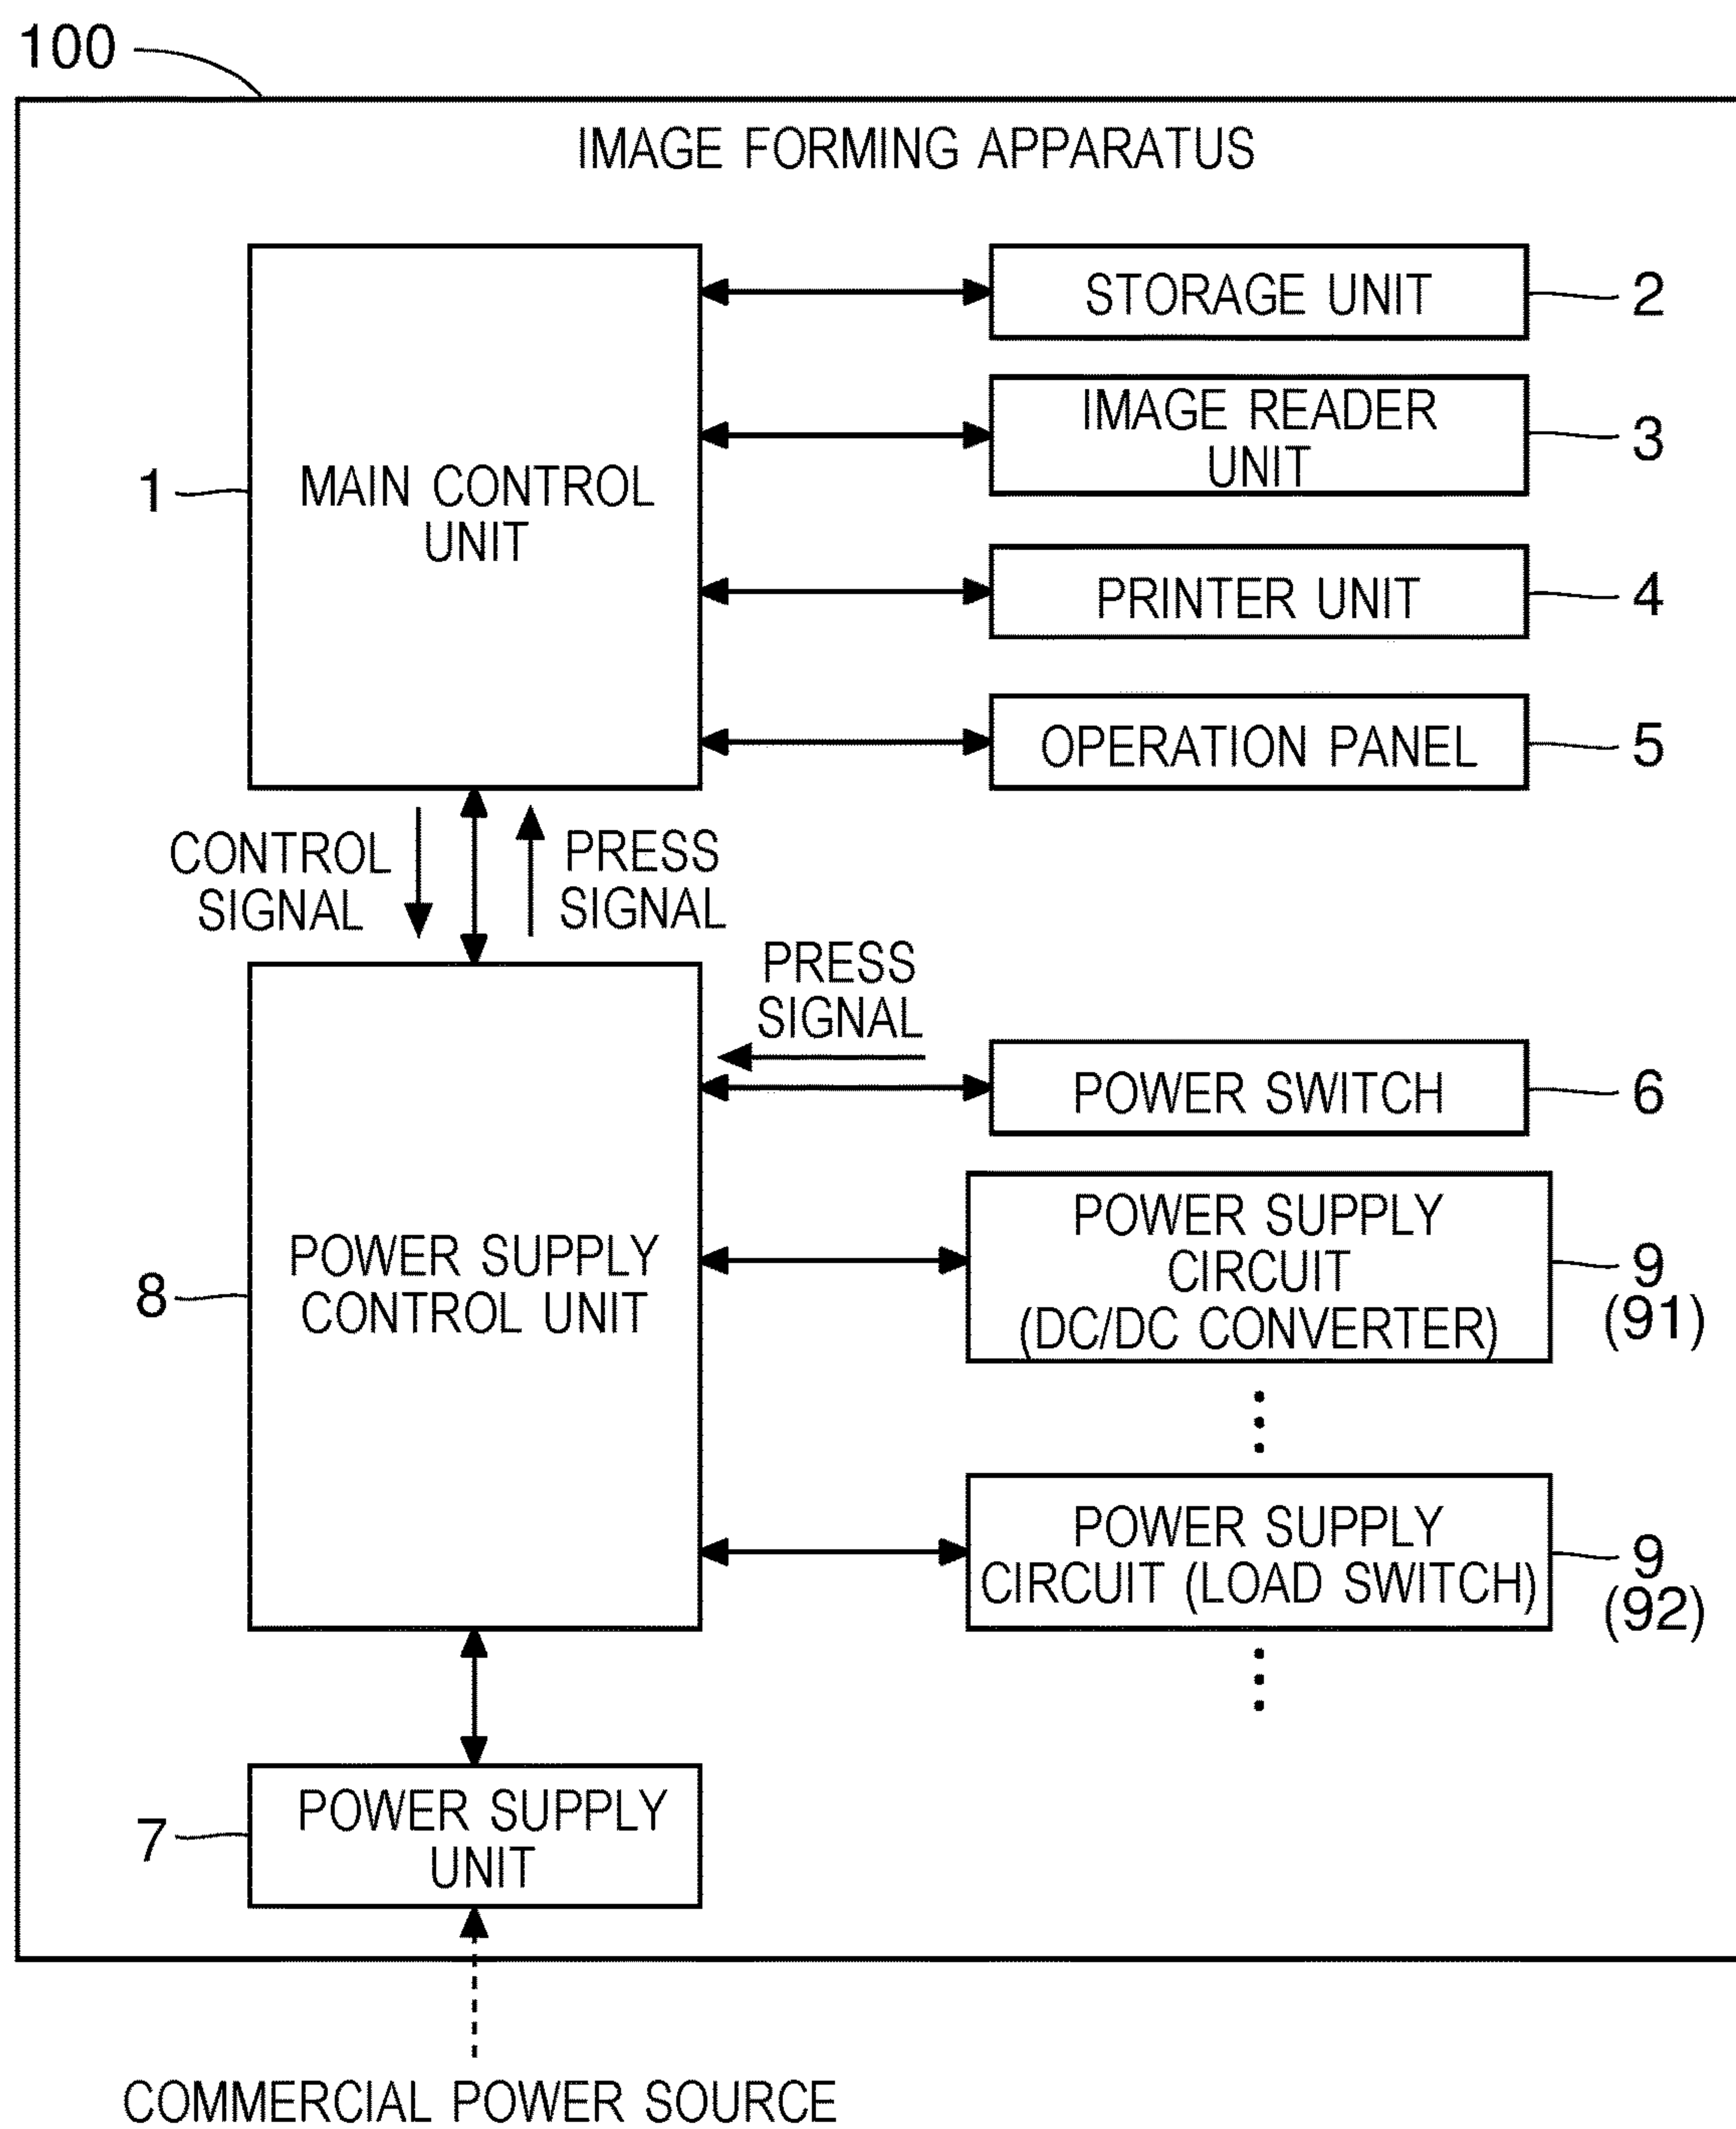 100
IMAGE FORMING APPARATUS
STORAGE UNIT
2
IMAGE READER
UNIT
3
1
MAIN CONTROL
UNIT
PRINTER UNIT
4
OPERATION PANEL
5
CONTROL
SIGNAL
PRESS
SIGNAL
PRESS
SIGNAL
POWER SWITCH
6
8
POWER SUPPLY
CONTROL UNIT
POWER SUPPLY
CIRCUIT
(DC/DC CONVERTER)
9
(91)
POWER SUPPLY
CIRCUIT (LOAD SWITCH)
9
(92)
7
POWER SUPPLY
UNIT
COMMERCIAL POWER SOURCE